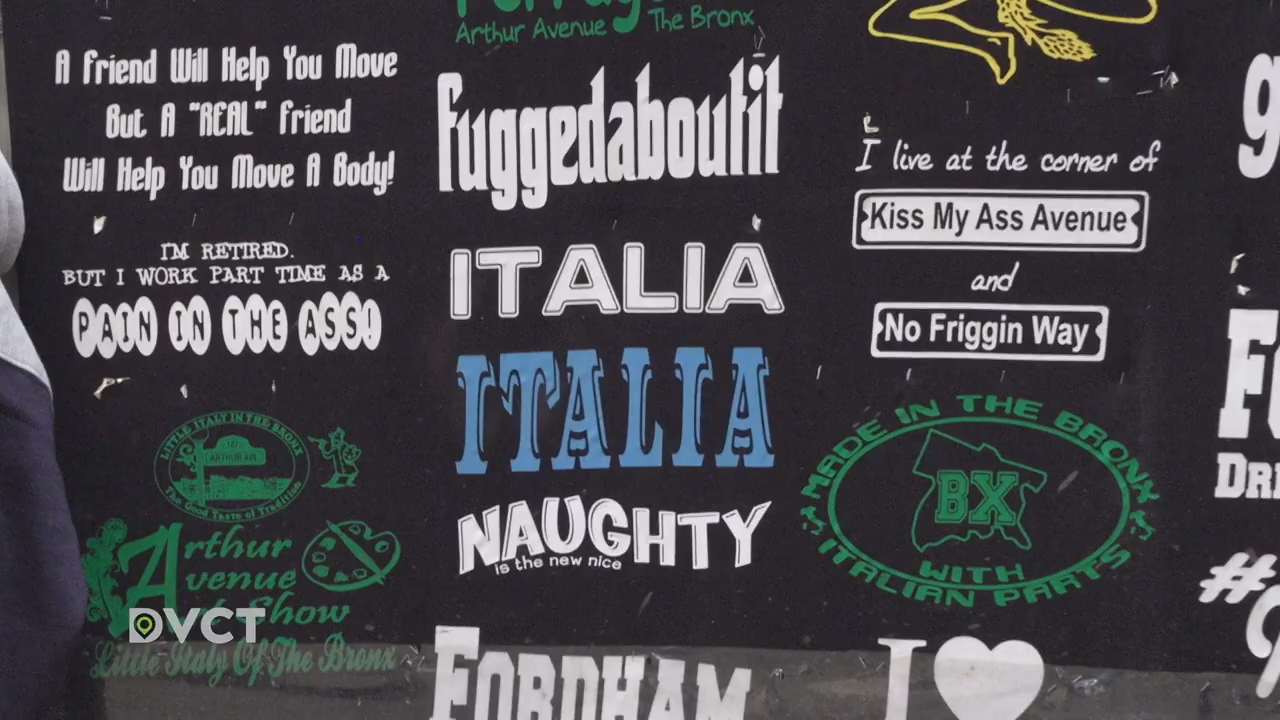 A Friend Will Help You Move
But A "REAL" Friend
Will Help You Move A Body!
I'M RETIRED.
BUT I WORK PART TIME AS A
PAIN IN THE ASS!
LITTLE ITALY IN THE BRONX
ARTHUR AVE
The Good Taste of Tradition
Arthur
Avenue
Show
Little Italy Of The Bronx
DVCT
Arthur Avenue The Bronx
Fuggedaboutit
ITALIA
ITALIA
NAUGHTY
is the new nice
FORDHAM
I live at the corner of
Kiss My Ass Avenue
and
No Friggin Way
MADE IN THE BRONX
BX
WITH
ITALIAN PARTS
I
#